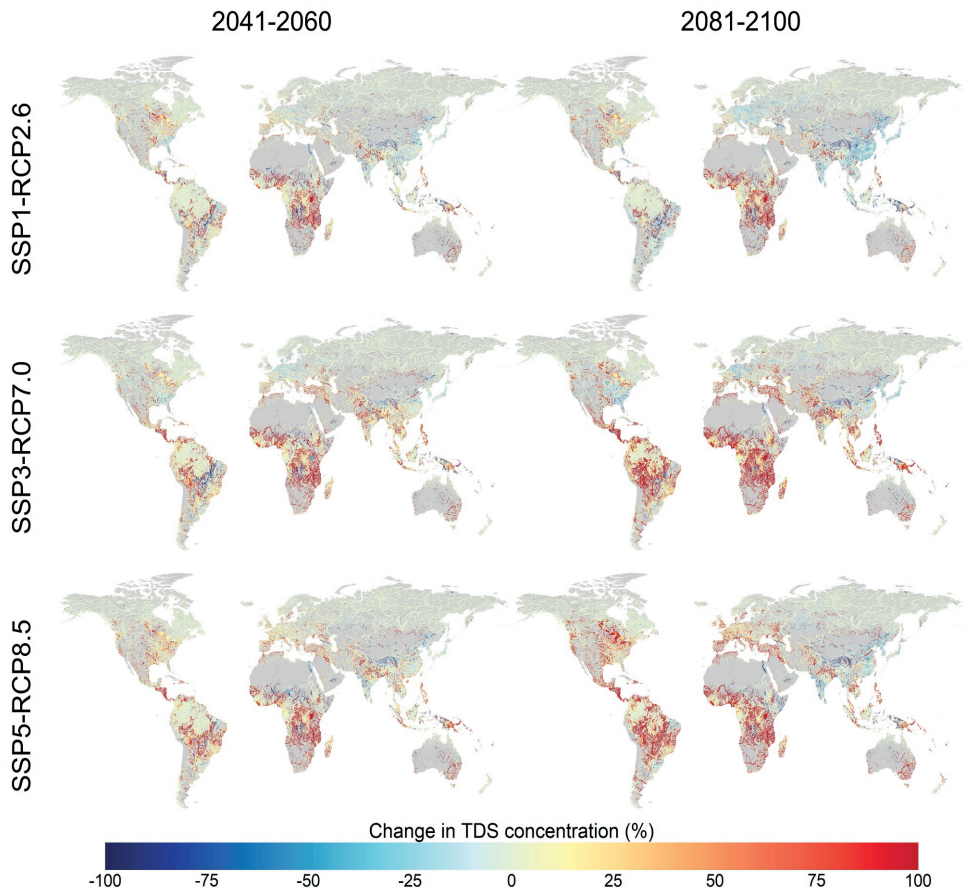 2041-2060
2081-2100
SSP1-RCP2.6
SSP3-RCP7.0
SSP5-RCP8.5
Change in TDS concentration (%)
-100 -75 -50 -25 0 25 50 75 100